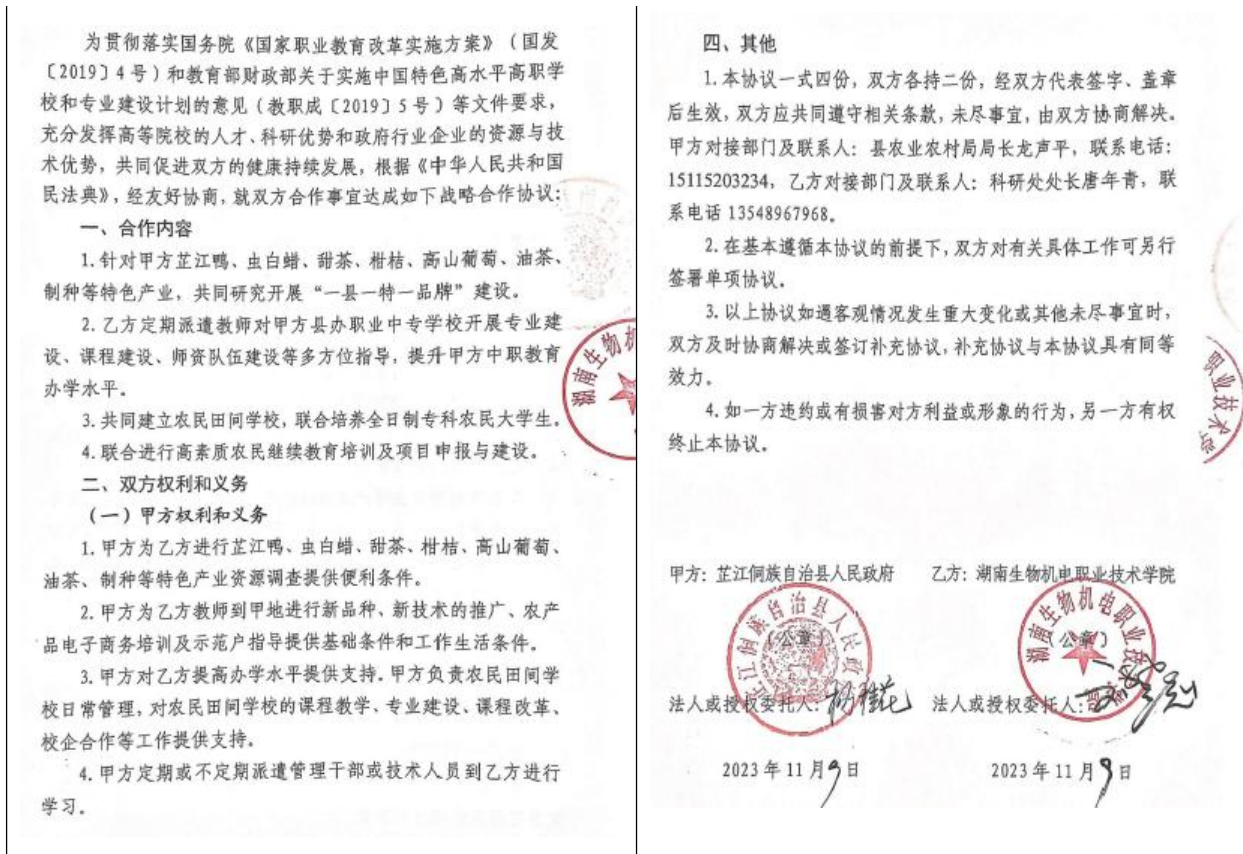 为贯彻落实国务院《国家职业教育改革实施方案》（国发
〔2019〕4号）和教育部财政部关于实施中国特色高水平高职学
校和专业建设计划的意见（教职成〔2019〕5号）等文件要求，
充分发挥高等院校的人才、科研优势和政府行业企业的资源与技
术优势，共同促进双方的健康持续发展，根据《中华人民共和国
民法典》，经友好协商，就双方合作事宜达成如下战略合作协议：
一、合作内容
1.针对甲方芷江鸭、虫白蜡、甜茶、柑桔、高山葡萄、油茶、
制种等特色产业，共同研究开展“一县一特一品牌”建设。
2.乙方定期派遣教师对甲方县办职业中专学校开展专业建
设、课程建设、师资队伍建设等多方位指导，提升甲方中职教育
办学水平。
3.共同建立农民田间学校，联合培养全日制专科农民大学生。
4.联合进行高素质农民继续教育培训及项目申报与建设。
二、双方权利和义务
（一）甲方权利和义务
1.甲方为乙方进行芷江鸭、虫白蜡、甜茶、柑桔、高山葡萄、
油茶、制种等特色产业资源调查提供便利条件。
2.甲方为乙方教师到甲地进行新品种、新技术的推广、农产
品电子商务培训及示范户指导提供基础条件和工作生活条件。
3.甲方对乙方提高办学水平提供支持。甲方负责农民田间学
校日常管理，对农民田间学校的课程教学、专业建设、课程改革、
校企合作等工作提供支持。
4.甲方定期或不定期派遣管理干部或技术人员到乙方进行
学习。
湖南生物机
四、其他
1.本协议一式四份，双方各持二份，经双方代表签字、盖章
后生效，双方应共同遵守相关条款，未尽事宜，由双方协商解决。
甲方对接部门及联系人：县农业农村局局长龙声平，联系电话：
15115203234，乙方对接部门及联系人：科研处处长唐年青，联
系电话 13548967968。
2.在基本遵循本协议的前提下，双方对有关具体工作可另行
签署单项协议。
3.以上协议如遇客观情况发生重大变化或其他未尽事宜时，
双方及时协商解决或签订补充协议，补充协议与本协议具有同等
效力。
4.如一方违约或有损害对方利益或形象的行为，另一方有权
终止本协议。
职业技术学
甲方：芷江侗族自治县人民政府 乙方：湖南生物机电职业技术学院
江侗族自治县人民政 湖南生物机电职业技
（公章） （公章）
法人或授权委托人： 法人或授权委托人：
2023年11月9日 2023年11月9日